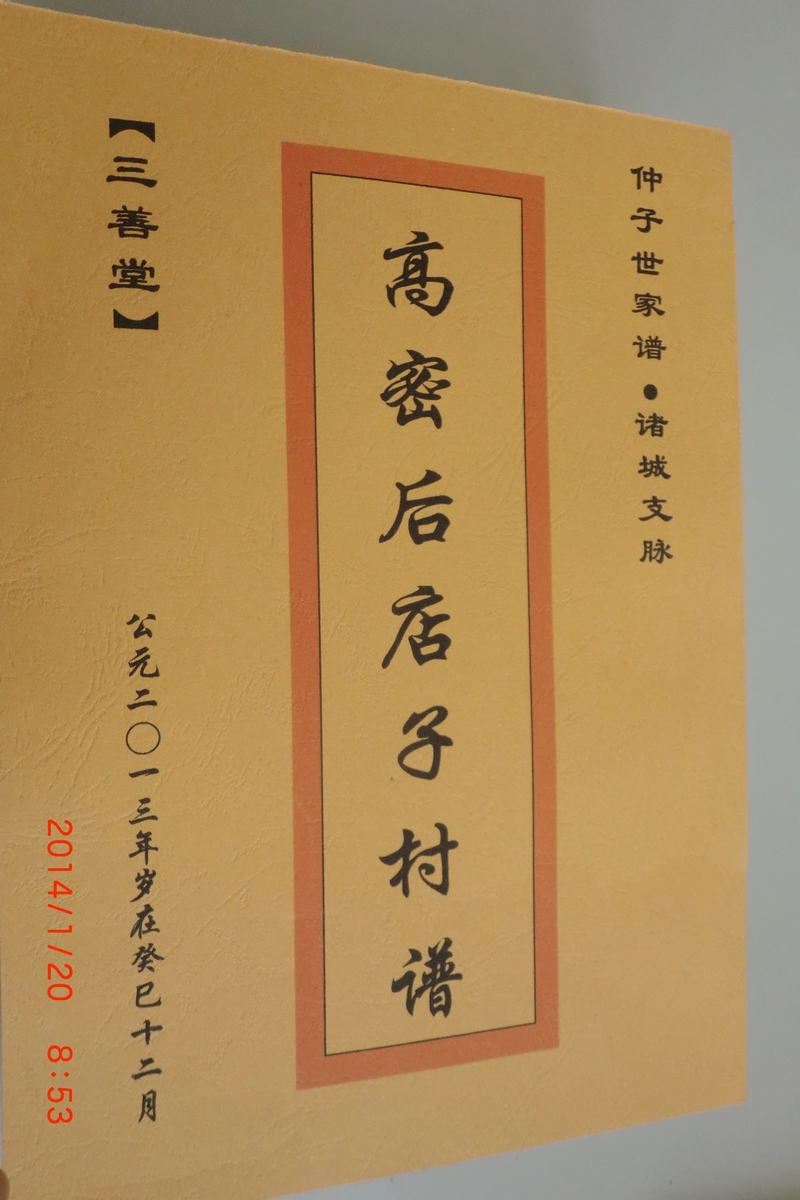 仲子世家谱●诸城支脉
高密后店子村谱
【三善堂】
公元二〇一三年岁在癸巳十二月
2014/1/20 8:53